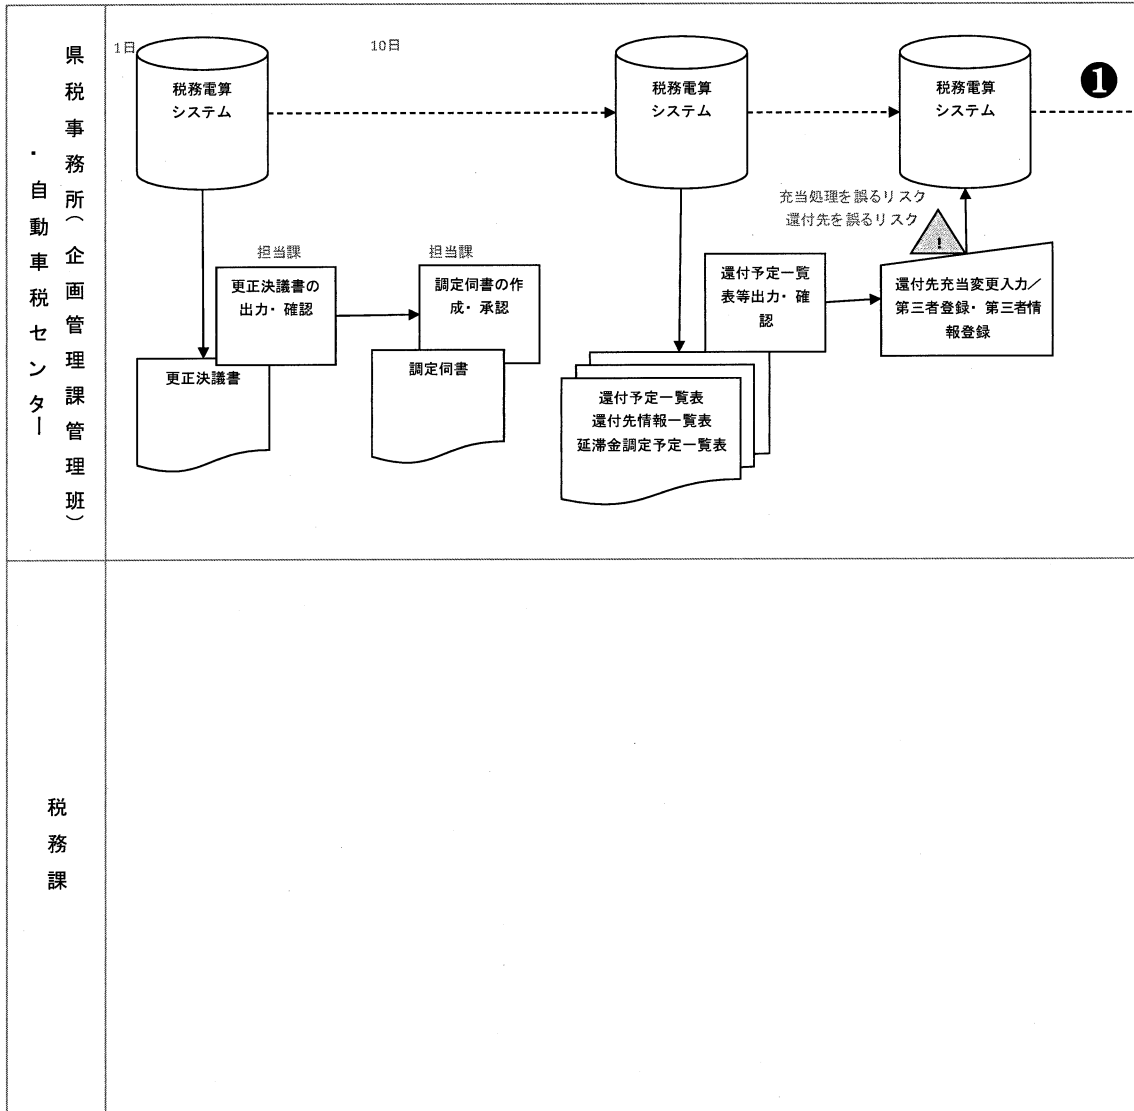 県税事務所（企画管理課管理班）
・自動車税センター
1日
10日
税務電算
システム
税務電算
システム
税務電算
システム
❶
充当処理を誤るリスク
還付先を誤るリスク
!
担当課
更正決議書の
出力・確認
担当課
調定伺書の作
成・承認
還付予定一覧
表等出力・確
認
還付先充当変更入力／
第三者登録・第三者情
報登録
更正決議書
調定伺書
還付予定一覧表
還付先情報一覧表
延滞金調定予定一覧表
税務課